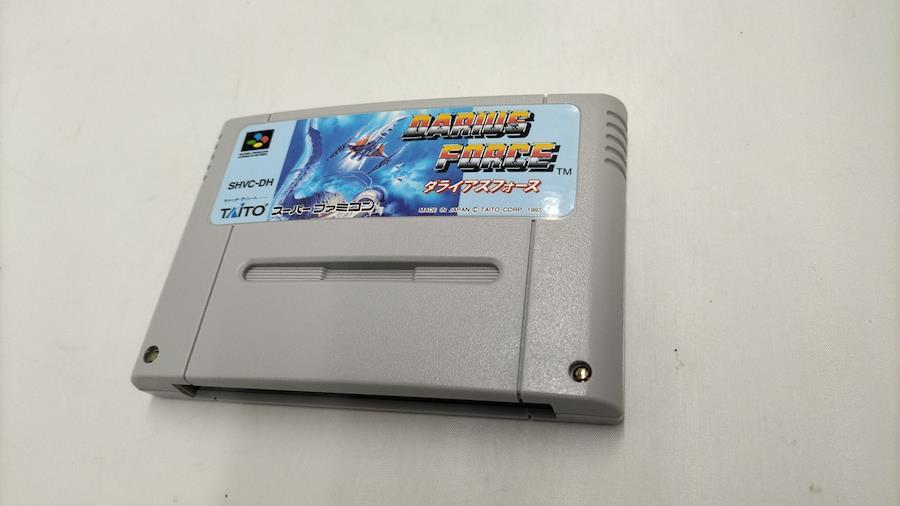 DARIUS
FORCE TM
ダライアスフォース
SHVC-DH
TAITO
スーパーファミコン
MADE IN JAPAN © TAITO CORP. 1993